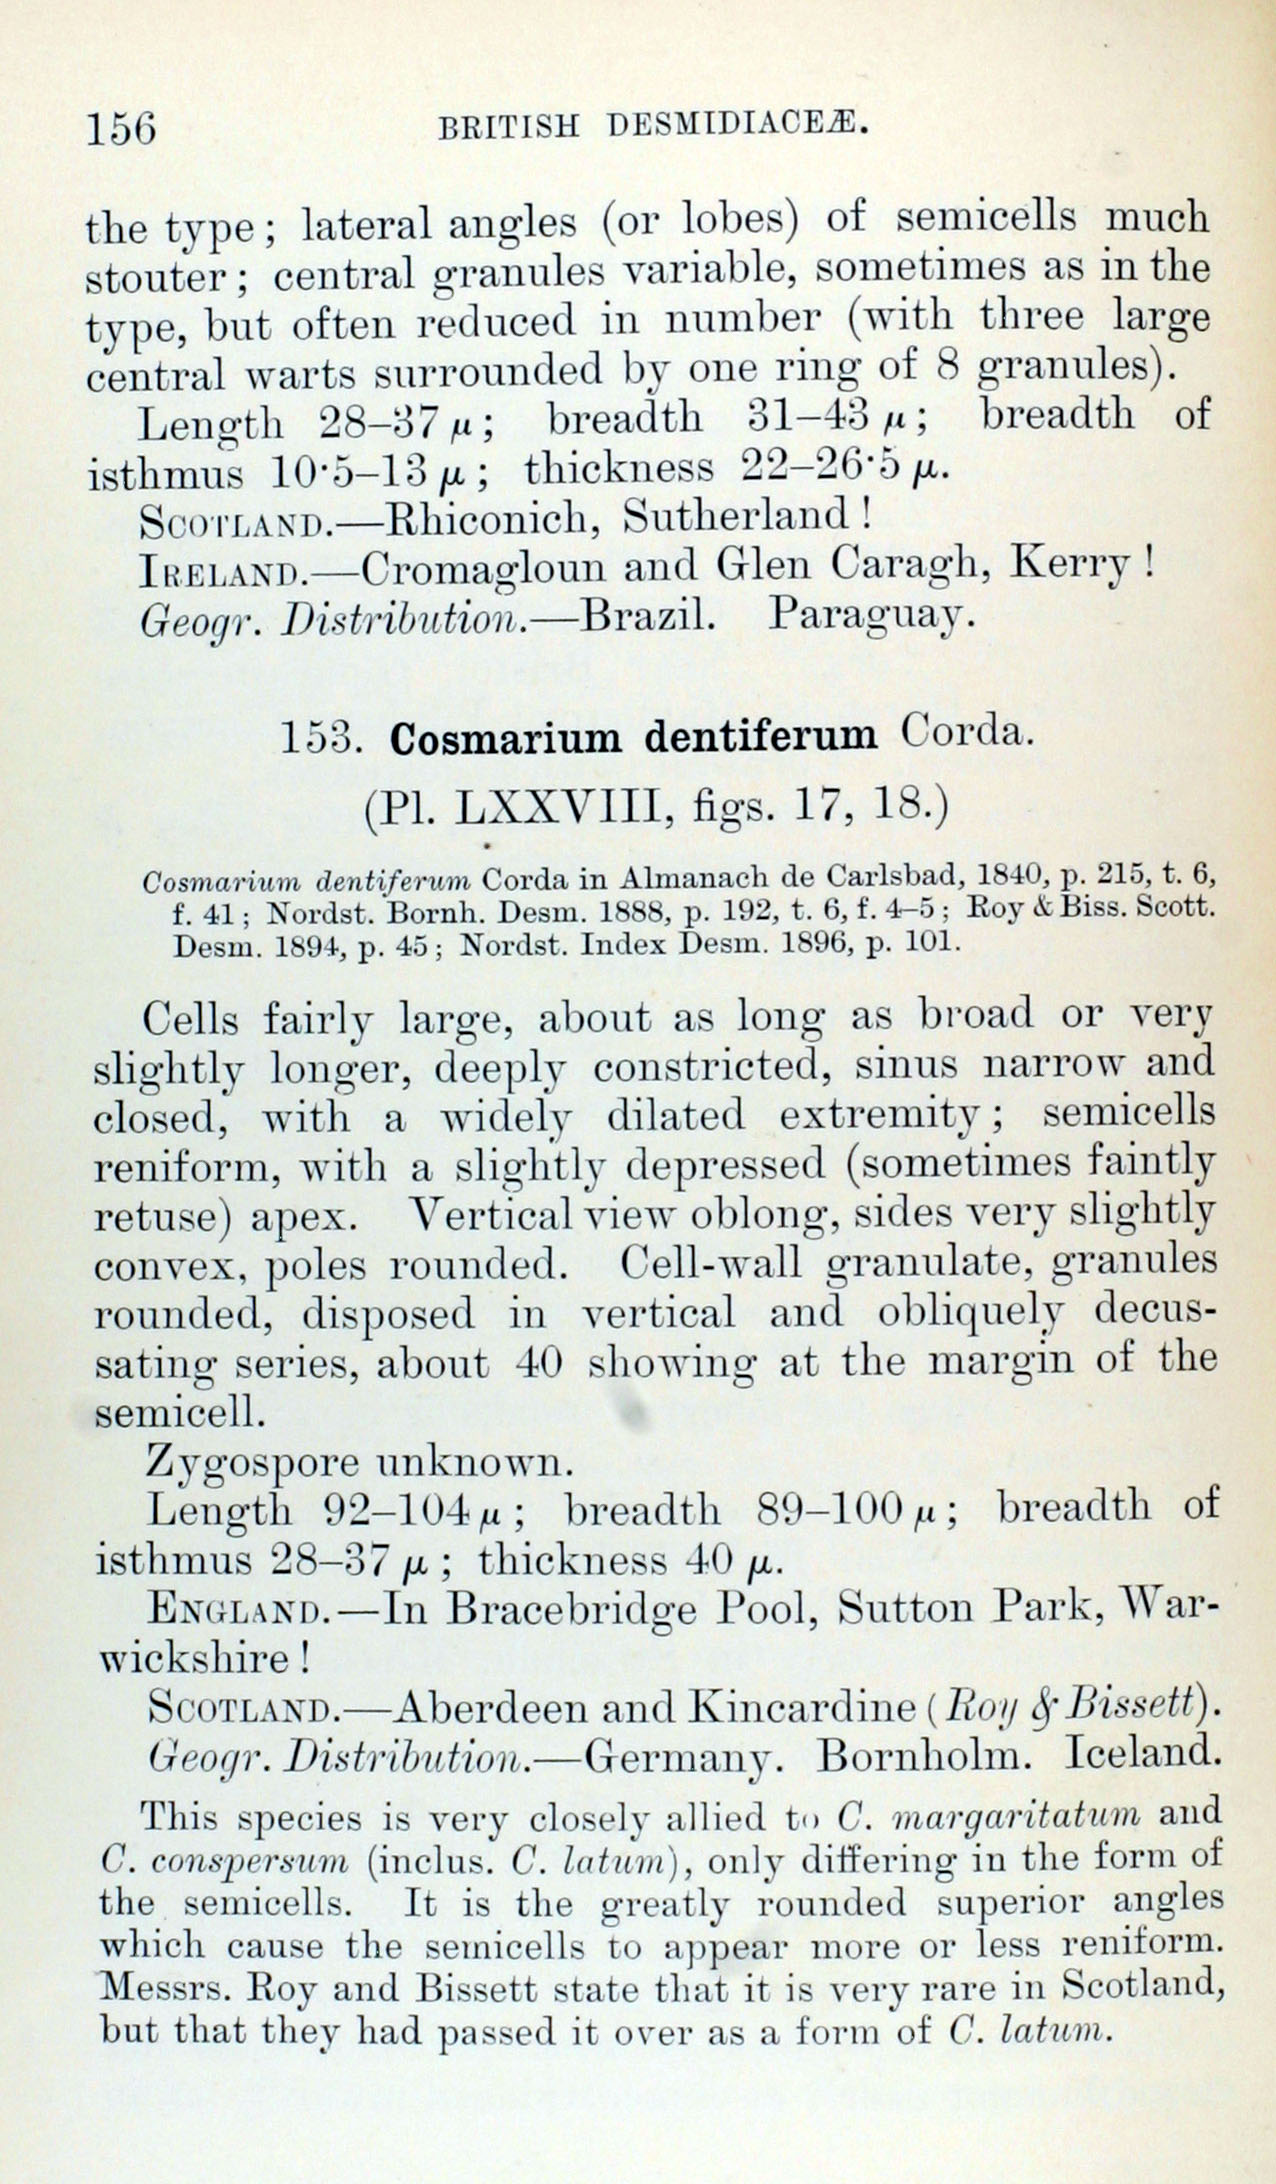 156 BRITISH DESMIDIACEÆ.
the type; lateral angles (or lobes) of semicells much
stouter; central granules variable, sometimes as in the
type, but often reduced in number (with three large
central warts surrounded by one ring of 8 granules).
Length 28–37 μ; breadth 31–43 μ; breadth of
isthmus 10·5–13 μ; thickness 22–26·5 μ.
SCOTLAND.—Rhiconich, Sutherland!
IRELAND.—Cromagloun and Glen Caragh, Kerry!
Geogr. Distribution.—Brazil. Paraguay.
153. Cosmarium dentiferum Corda.
(Pl. LXXVIII, figs. 17, 18.)
Cosmarium dentiferum Corda in Almanach de Carlsbad, 1840, p. 215, t. 6,
f. 41; Nordst. Bornh. Desm. 1888, p. 192, t. 6, f. 4–5; Roy & Biss. Scott.
Desm. 1894, p. 45; Nordst. Index Desm. 1896, p. 101.
Cells fairly large, about as long as broad or very
slightly longer, deeply constricted, sinus narrow and
closed, with a widely dilated extremity; semicells
reniform, with a slightly depressed (sometimes faintly
retuse) apex. Vertical view oblong, sides very slightly
convex, poles rounded. Cell-wall granulate, granules
rounded, disposed in vertical and obliquely decus-
sating series, about 40 showing at the margin of the
semicell.
Zygospore unknown.
Length 92–104 μ; breadth 89–100 μ; breadth of
isthmus 28–37 μ; thickness 40 μ.
ENGLAND.—In Bracebridge Pool, Sutton Park, War-
wickshire!
SCOTLAND.—Aberdeen and Kincardine (Roy & Bissett).
Geogr. Distribution.—Germany. Bornholm. Iceland.
This species is very closely allied to C. margaritatum and
C. conspersum (inclus. C. latum), only differing in the form of
the semicells. It is the greatly rounded superior angles
which cause the semicells to appear more or less reniform.
Messrs. Roy and Bissett state that it is very rare in Scotland,
but that they had passed it over as a form of C. latum.